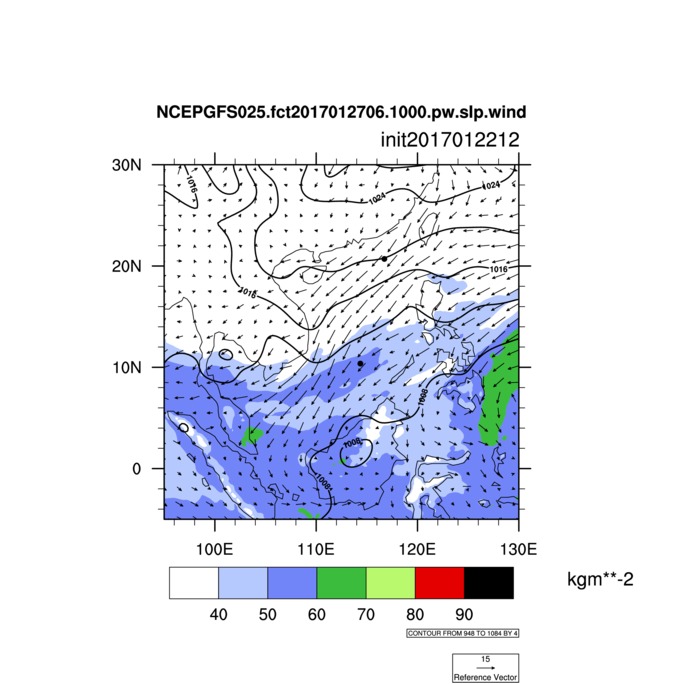 NCEPGFS025.fct2017012706.1000.pw.slp.wind
init2017012212
30N
20N
10N
0
1016
1024
1024
1016
1016
1008
1008
1008
100E 110E 120E 130E
40 50 60 70 80 90
kgm**-2
CONTOUR FROM 948 TO 1084 BY 4
15
Reference Vector